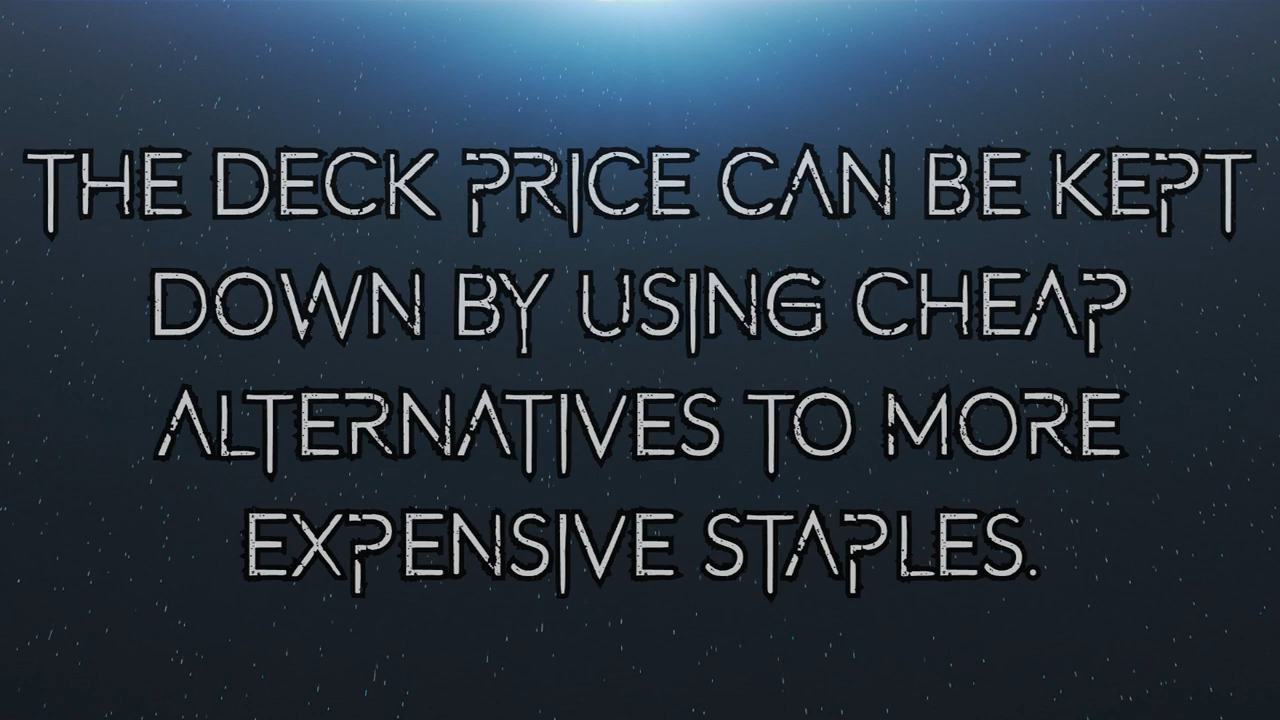 THE DECK PRICE CAN BE KEPT
DOWN BY USING CHEAP
ALTERNATIVES TO MORE
EXPENSIVE STAPLES.